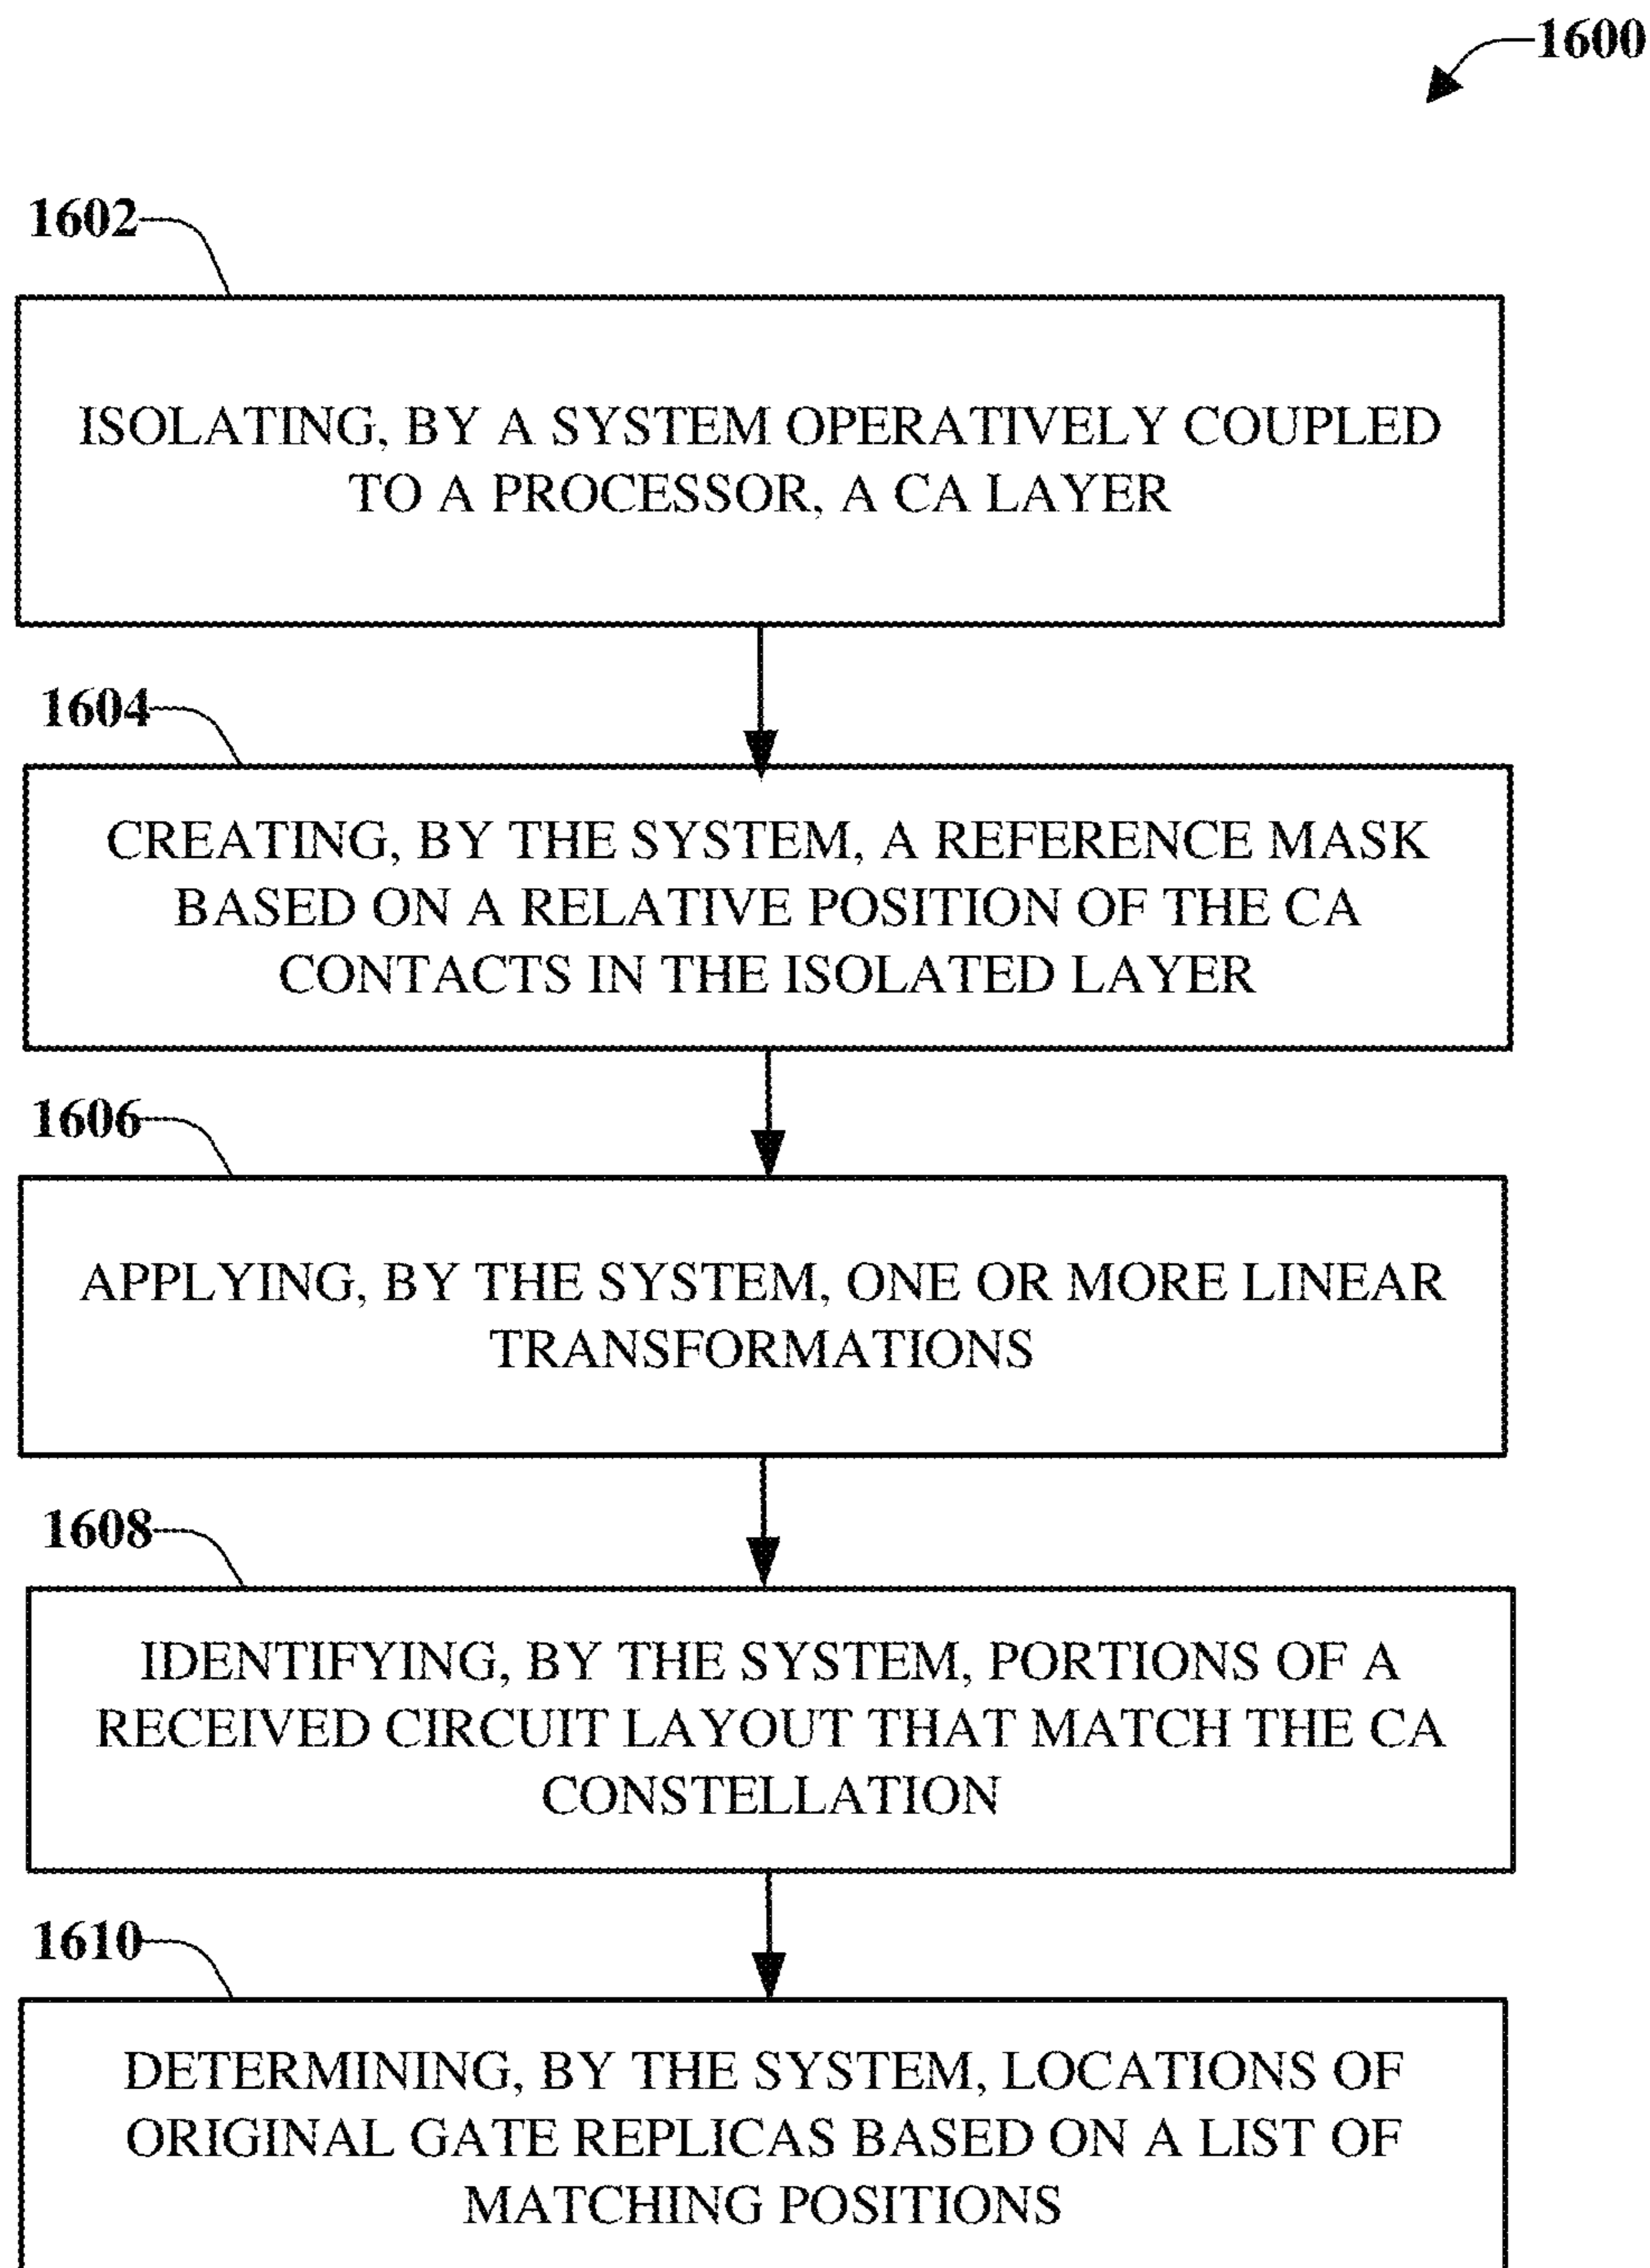 1600
1602
ISOLATING, BY A SYSTEM OPERATIVELY COUPLED
TO A PROCESSOR, A CA LAYER
1604
CREATING, BY THE SYSTEM, A REFERENCE MASK
BASED ON A RELATIVE POSITION OF THE CA
CONTACTS IN THE ISOLATED LAYER
1606
APPLYING, BY THE SYSTEM, ONE OR MORE LINEAR
TRANSFORMATIONS
1608
IDENTIFYING, BY THE SYSTEM, PORTIONS OF A
RECEIVED CIRCUIT LAYOUT THAT MATCH THE CA
CONSTELLATION
1610
DETERMINING, BY THE SYSTEM, LOCATIONS OF
ORIGINAL GATE REPLICAS BASED ON A LIST OF
MATCHING POSITIONS